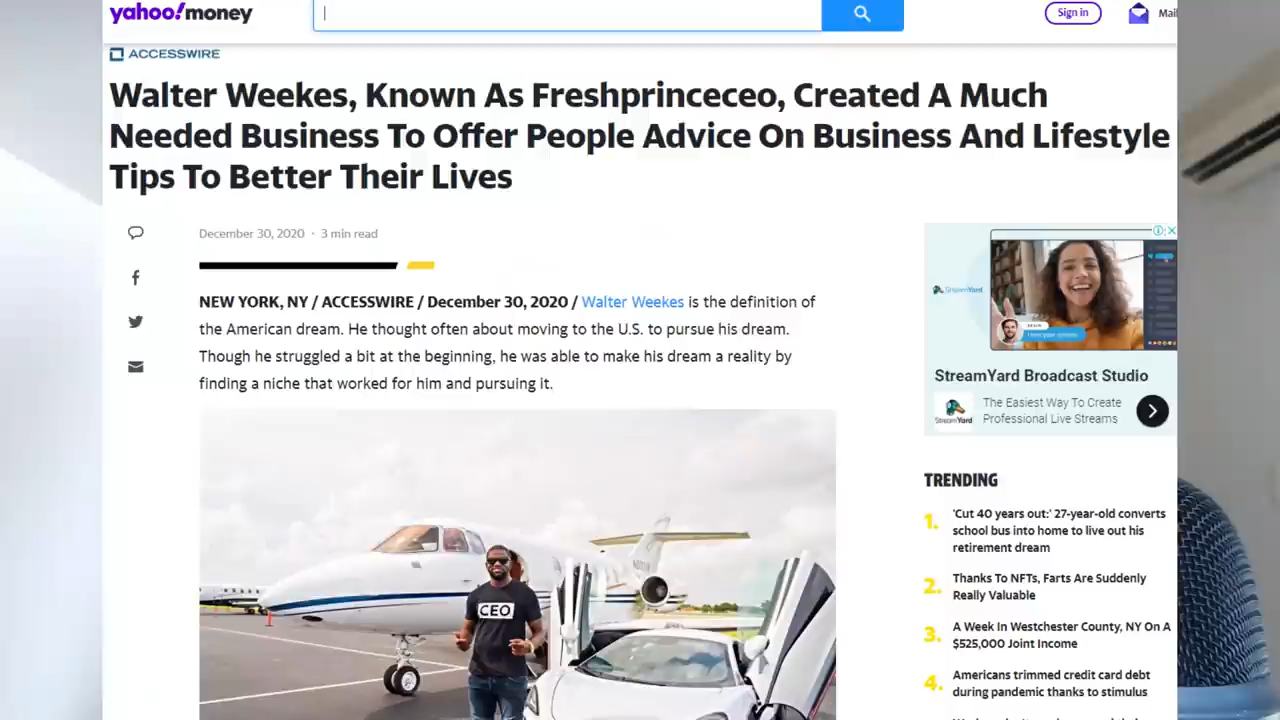 yahoo!money
Sign in
Mail
ACCESSWIRE
Walter Weekes, Known As Freshprinceceo, Created A Much
Needed Business To Offer People Advice On Business And Lifestyle
Tips To Better Their Lives
December 30, 2020 · 3 min read
NEW YORK, NY / ACCESSWIRE / December 30, 2020 / Walter Weekes is the definition of
the American dream. He thought often about moving to the U.S. to pursue his dream.
Though he struggled a bit at the beginning, he was able to make his dream a reality by
finding a niche that worked for him and pursuing it.
CEO
StreamYard
StreamYard Broadcast Studio
StreamYard
The Easiest Way To Create
Professional Live Streams
TRENDING
1. 'Cut 40 years out:' 27-year-old converts
school bus into home to live out his
retirement dream
2. Thanks To NFTs, Farts Are Suddenly
Really Valuable
3. A Week In Westchester County, NY On A
$525,000 Joint Income
4. Americans trimmed credit card debt
during pandemic thanks to stimulus